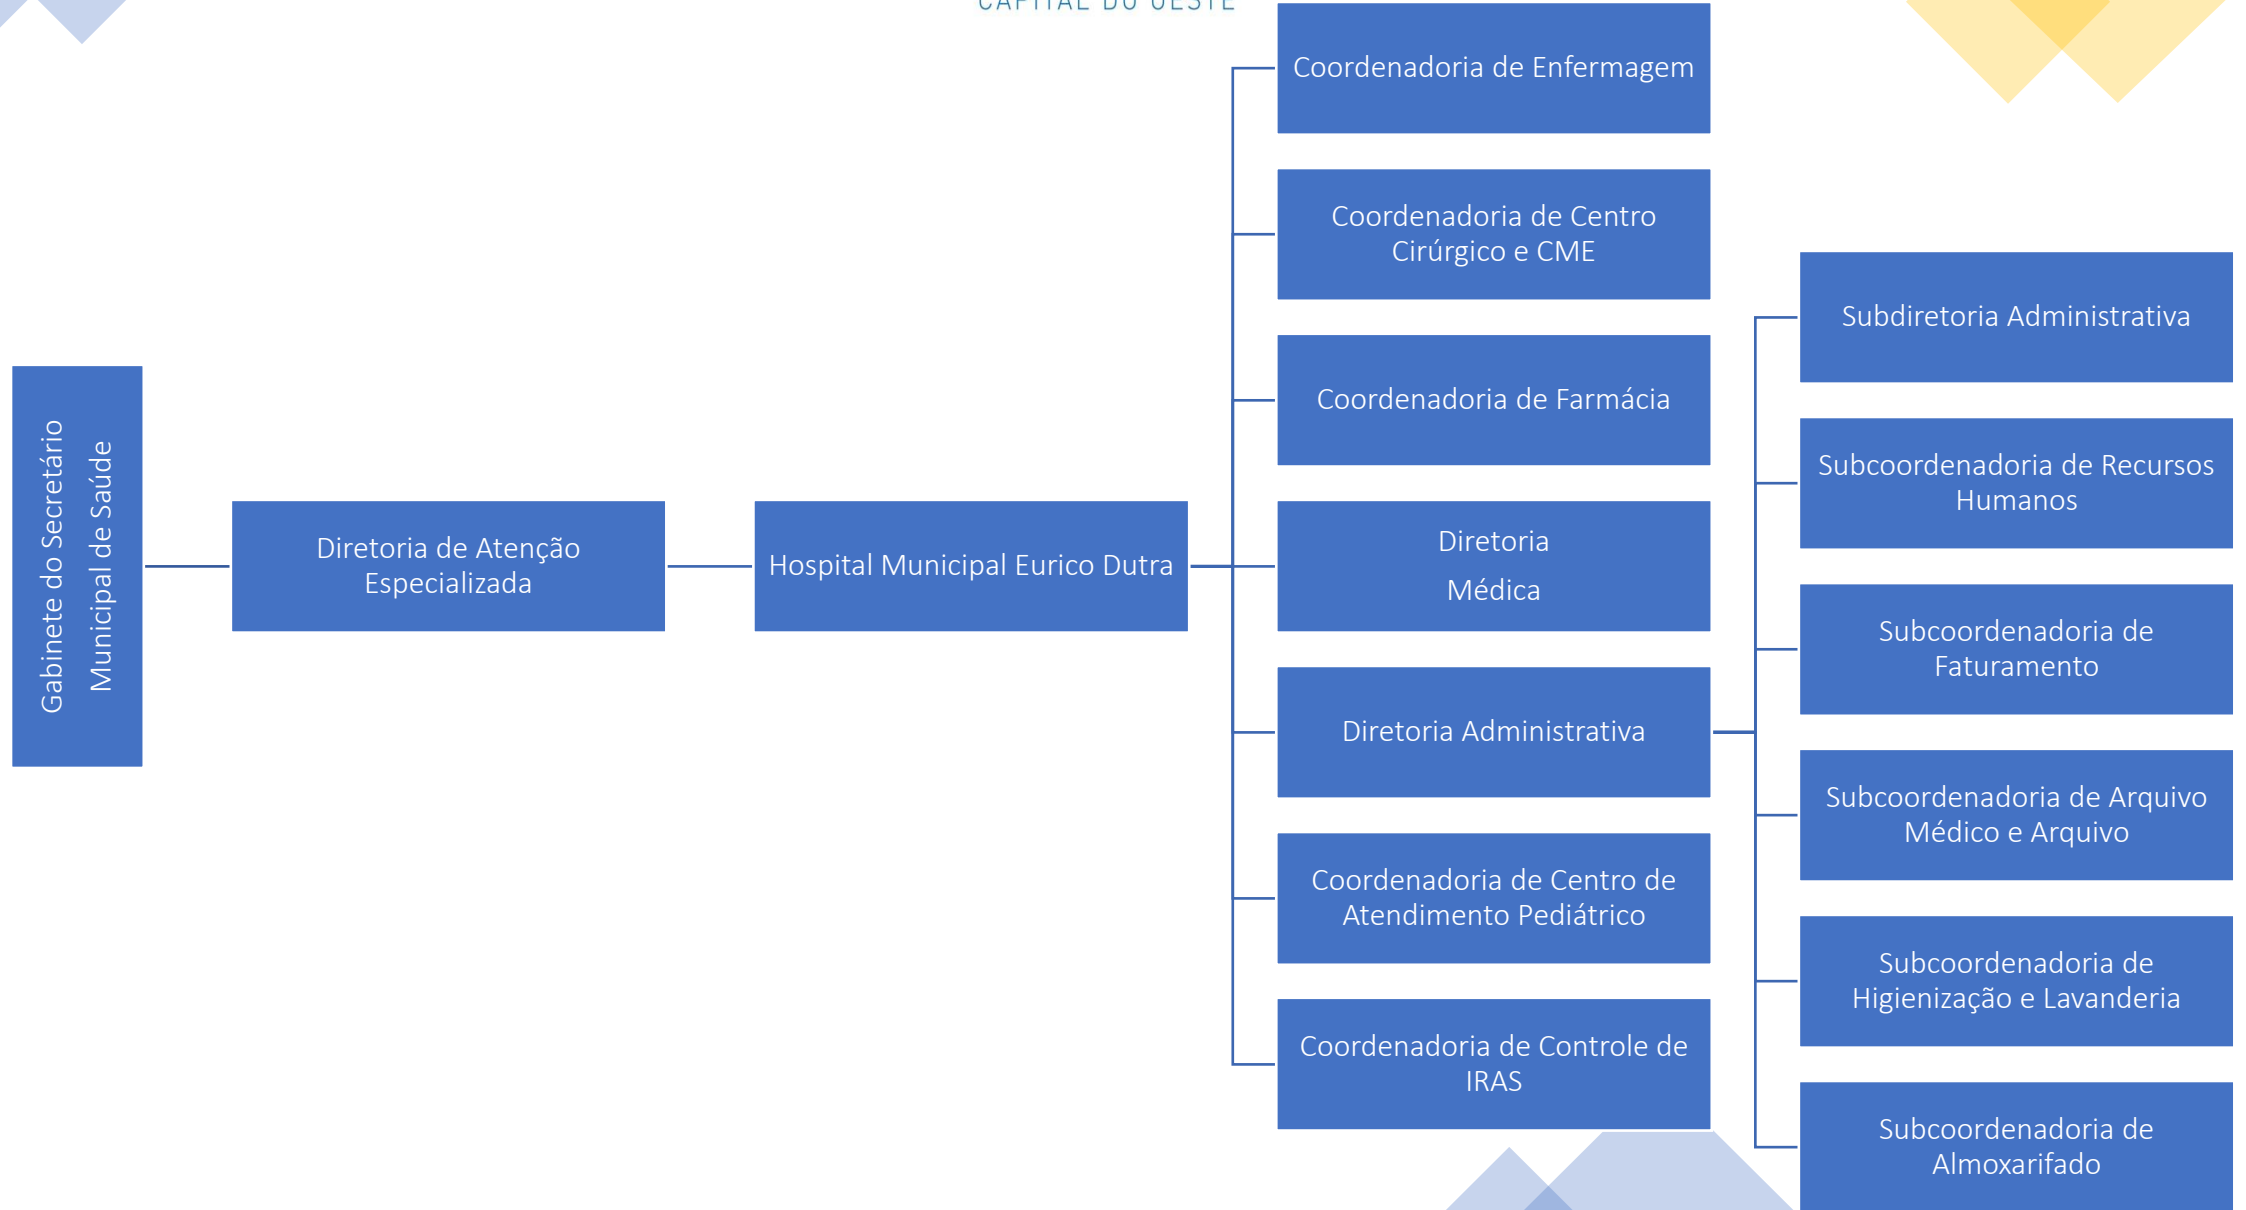 CAPITAL DO OESTE
Gabinete do Secretário
Municipal de Saúde
Diretoria de Atenção
Especializada
Hospital Municipal Eurico Dutra
Coordenadoria de Enfermagem
Coordenadoria de Centro
Cirúrgico e CME
Coordenadoria de Farmácia
Diretoria
Médica
Diretoria Administrativa
Coordenadoria de Centro de
Atendimento Pediátrico
Coordenadoria de Controle de
IRAS
Subdiretoria Administrativa
Subcoordenadoria de Recursos
Humanos
Subcoordenadoria de
Faturamento
Subcoordenadoria de Arquivo
Médico e Arquivo
Subcoordenadoria de
Higienização e Lavanderia
Subcoordenadoria de
Almoxarifado